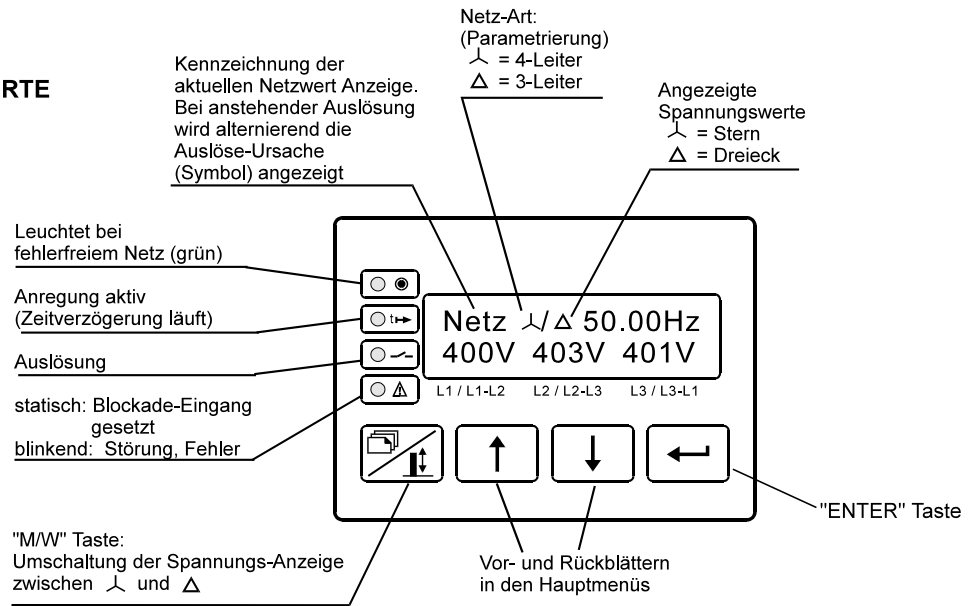 RTE
Kennzeichnung der
aktuellen Netzwert Anzeige.
Bei anstehender Auslösung
wird alternierend die
Auslöse-Ursache
(Symbol) angezeigt
Netz-Art:
(Parametrierung)
⅄ = 4-Leiter
Δ = 3-Leiter
Angezeigte
Spannungswerte
⅄ = Stern
Δ = Dreieck
Leuchtet bei
fehlerfreiem Netz (grün)
Anregung aktiv
(Zeitverzögerung läuft)
Auslösung
statisch: Blockade-Eingang
gesetzt
blinkend: Störung, Fehler
t
Netz ⅄/Δ 50.00Hz
400V 403V 401V
L1 / L1-L2 L2 / L2-L3 L3 / L3-L1
"M/W" Taste:
Umschaltung der Spannungs-Anzeige
zwischen ⅄ und Δ
Vor- und Rückblättern
in den Hauptmenüs
"ENTER" Taste